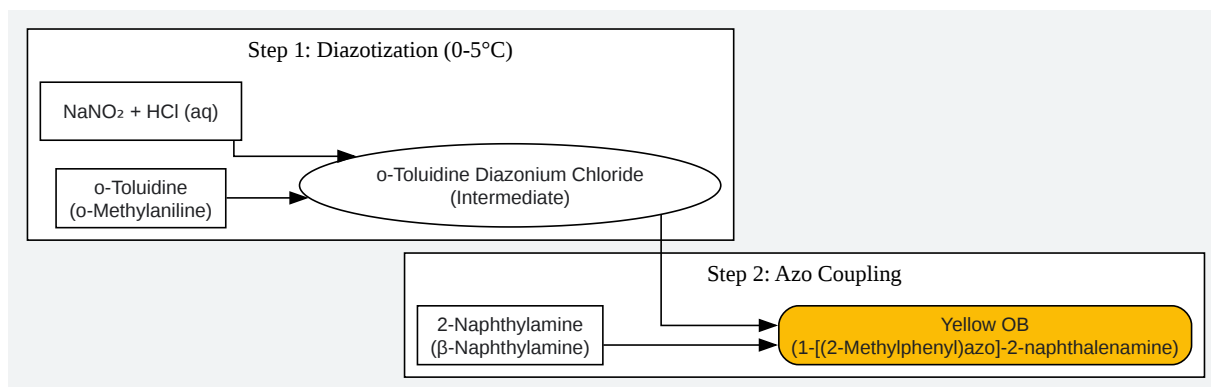 Step 1: Diazotization (0-5°C)
NaNO₂ + HCl (aq)
o-Toluidine
(o-Methylaniline)
o-Toluidine Diazonium Chloride
(Intermediate)
Step 2: Azo Coupling
2-Naphthylamine
(β-Naphthylamine)
Yellow OB
(1-[(2-Methylphenyl)azo]-2-naphthalenamine)